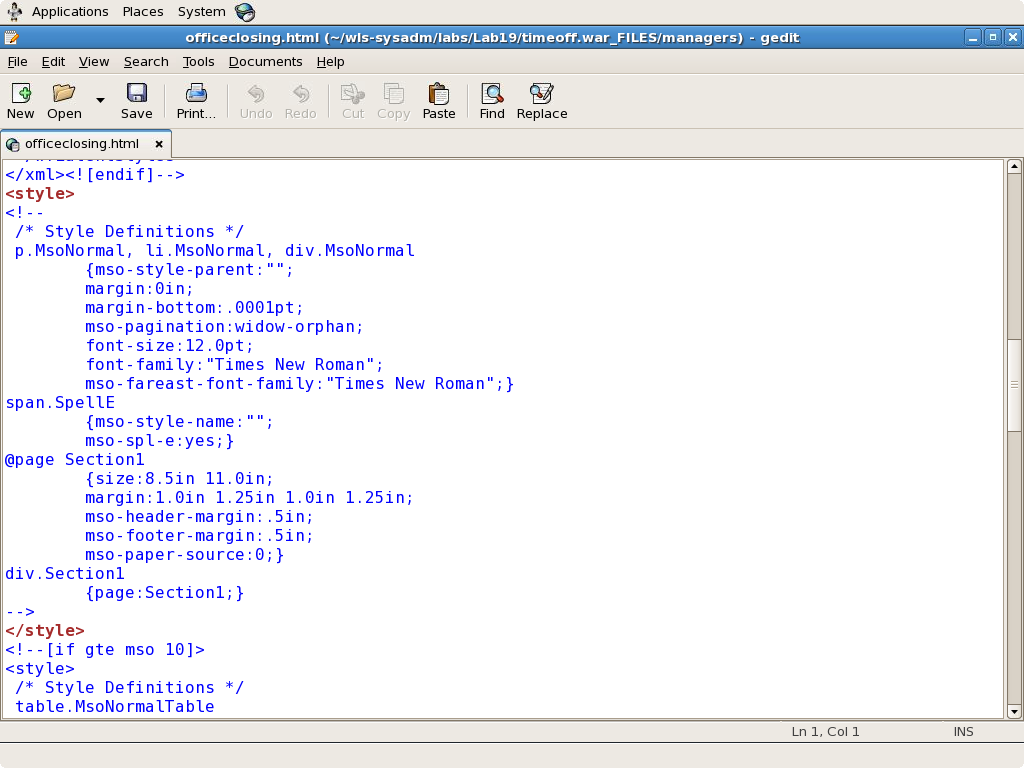 Applications Places System
officeclosing.html (~/wls-sysadm/labs/Lab19/timeoff.war_FILES/managers) - gedit
File Edit View Search Tools Documents Help
New Open Save Print... Undo Redo Cut Copy Paste Find Replace
officeclosing.html
</xml><![endif]-->
<style>
<!--
/* Style Definitions */
p.MsoNormal, li.MsoNormal, div.MsoNormal
{mso-style-parent:"";
margin:0in;
margin-bottom:.0001pt;
mso-pagination:widow-orphan;
font-size:12.0pt;
font-family:"Times New Roman";
mso-fareast-font-family:"Times New Roman";}
span.SpellE
{mso-style-name:"";
mso-spl-e:yes;}
@page Section1
{size:8.5in 11.0in;
margin:1.0in 1.25in 1.0in 1.25in;
mso-header-margin:.5in;
mso-footer-margin:.5in;
mso-paper-source:0;}
div.Section1
{page:Section1;}
-->
</style>
<!--[if gte mso 10]>
<style>
/* Style Definitions */
table.MsoNormalTable
Ln 1, Col 1 INS